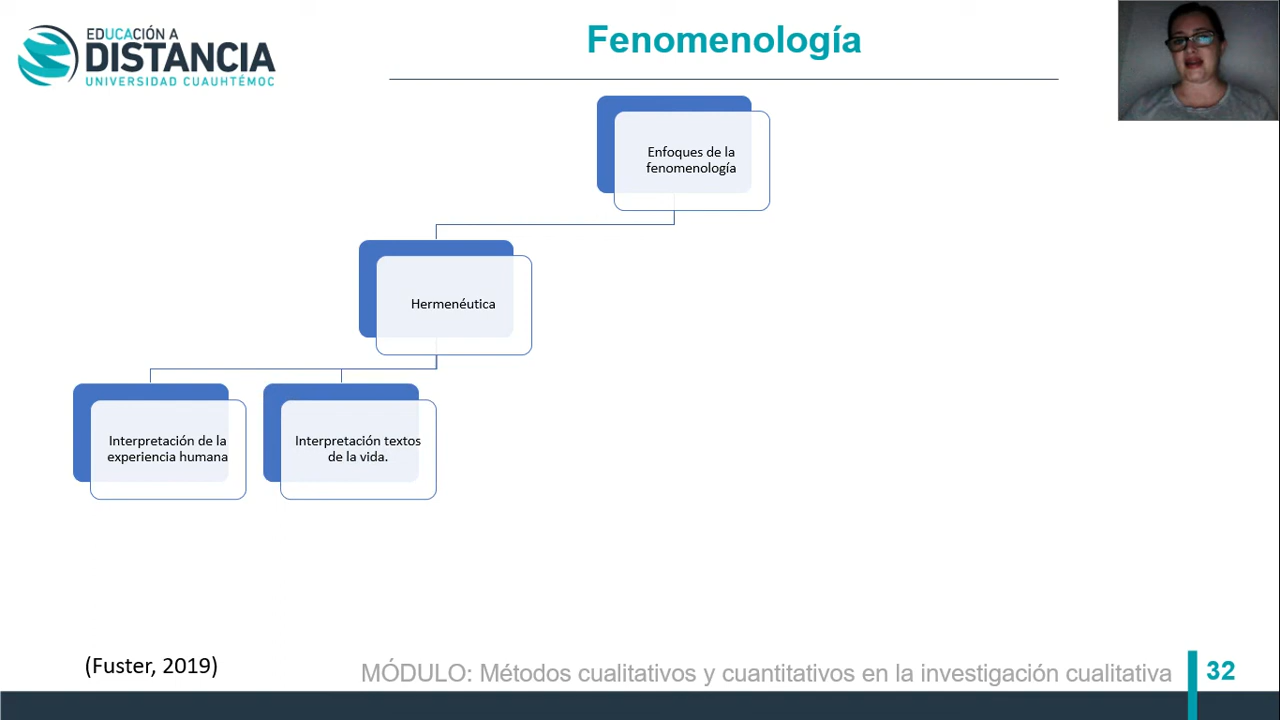 EDUCACIÓN A
DISTANCIA
UNIVERSIDAD CUAUHTÉMOC
Fenomenología
Enfoques de la
fenomenología
Hermenéutica
Interpretación de la
experiencia humana
Interpretación textos
de la vida.
(Fuster, 2019)
MÓDULO: Métodos cualitativos y cuantitativos en la investigación cualitativa
32